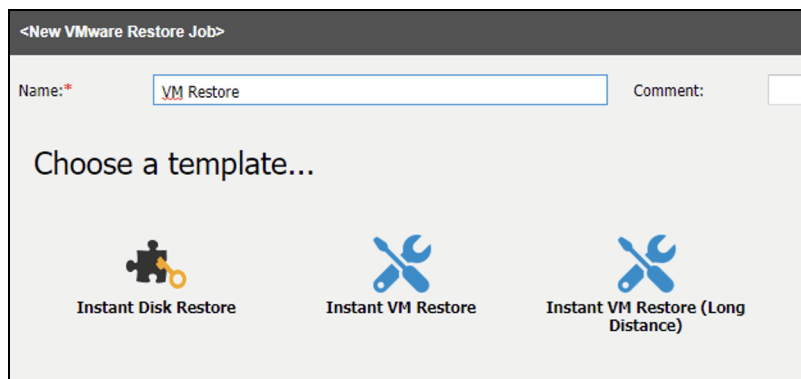 <New VMware Restore Job>
Name:* VM Restore Comment:
Choose a template...
Instant Disk Restore Instant VM Restore Instant VM Restore (Long
Distance)